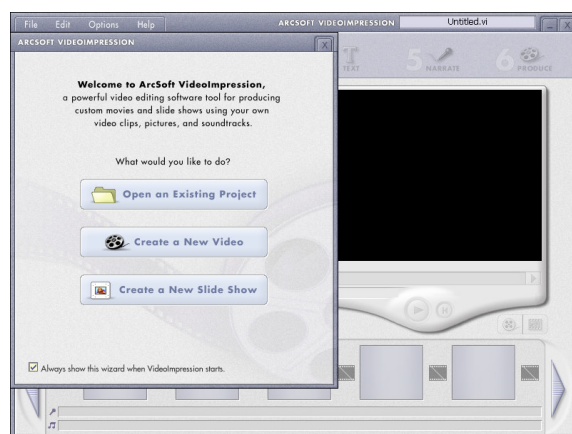 File Edit Options Help
ARCSOFT VIDEOIMPRESSION Untitled.vi
ARCSOFT VIDEOIMPRESSION X
TEXT 5 NARRATE 6 PRODUCE
Welcome to ArcSoft VideoImpression,
a powerful video editing software tool for producing
custom movies and slide shows using your own
video clips, pictures, and soundtracks.
What would you like to do?
Open an Existing Project
Create a New Video
Create a New Slide Show
Always show this wizard when VideoImpression starts.